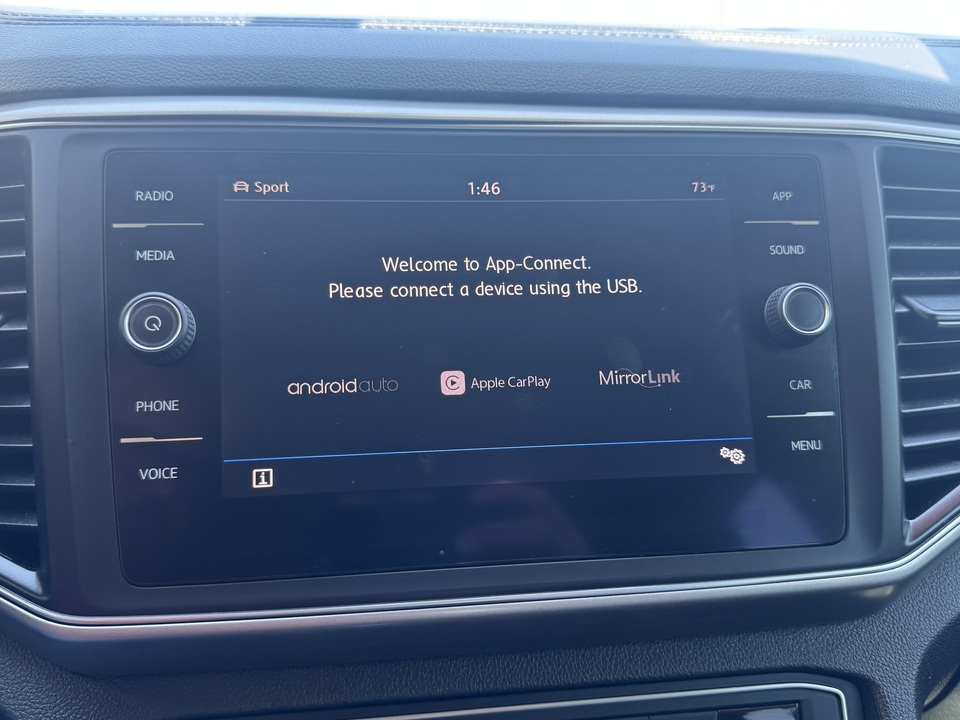 RADIO
MEDIA
PHONE
VOICE
Sport
1:46
73°F
Welcome to App-Connect.
Please connect a device using the USB.
androidauto
Apple CarPlay
MirrorLink
i
APP
SOUND
CAR
MENU